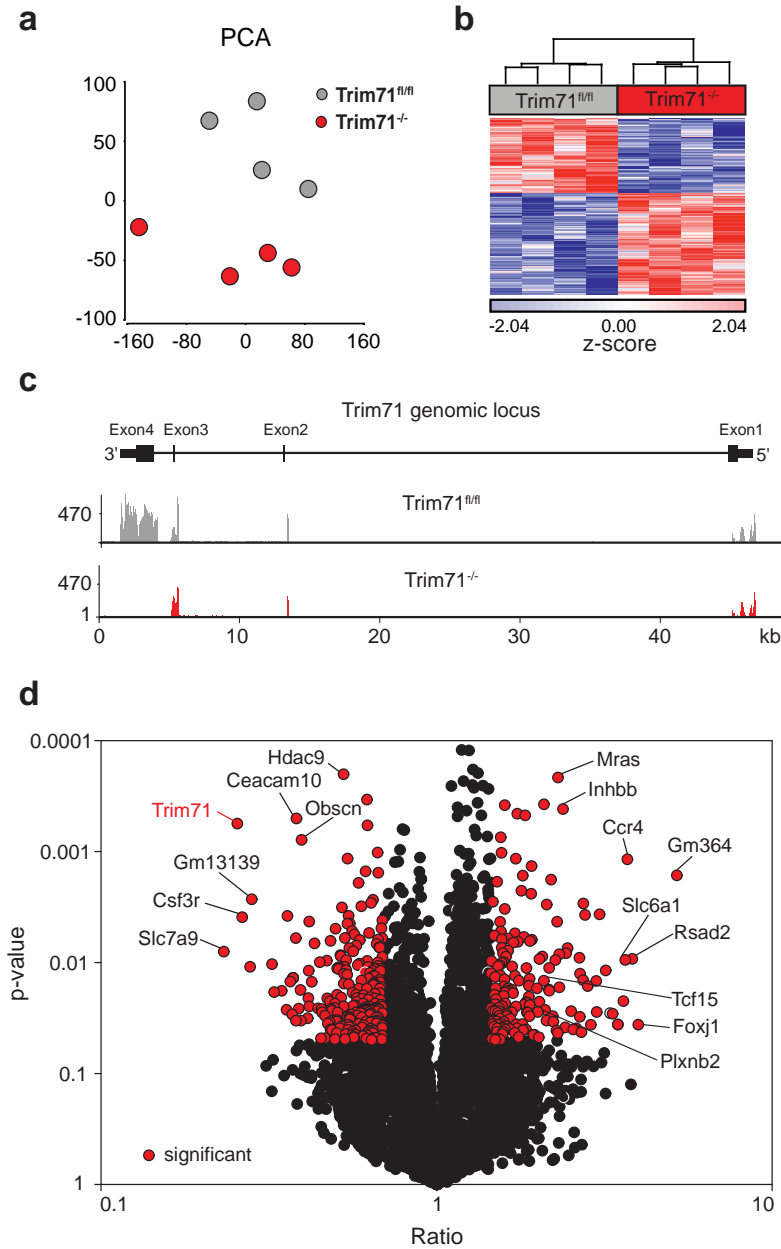 a
PCA
100
50
0
-50
-100
-160 -80 0 80 160
Trim71fl/fl
Trim71-/-
b
Trim71fl/fl Trim71-/-
-2.04 0.00 2.04
z-score
c
Trim71 genomic locus
Exon4 Exon3 Exon2 Exon1
3' 5'
Trim71fl/fl
470
Trim71-/-
470
1
0 10 20 30 40 kb
d
0.0001
0.001
0.01
0.1
1
p-value
Hdac9
Ceacam10
Obscn
Trim71
Gm13139
Csf3r
Slc7a9
Mras
Inhbb
Ccr4
Gm364
Slc6a1
Rsad2
Tcf15
Foxj1
Plxnb2
significant
0.1 1 10
Ratio